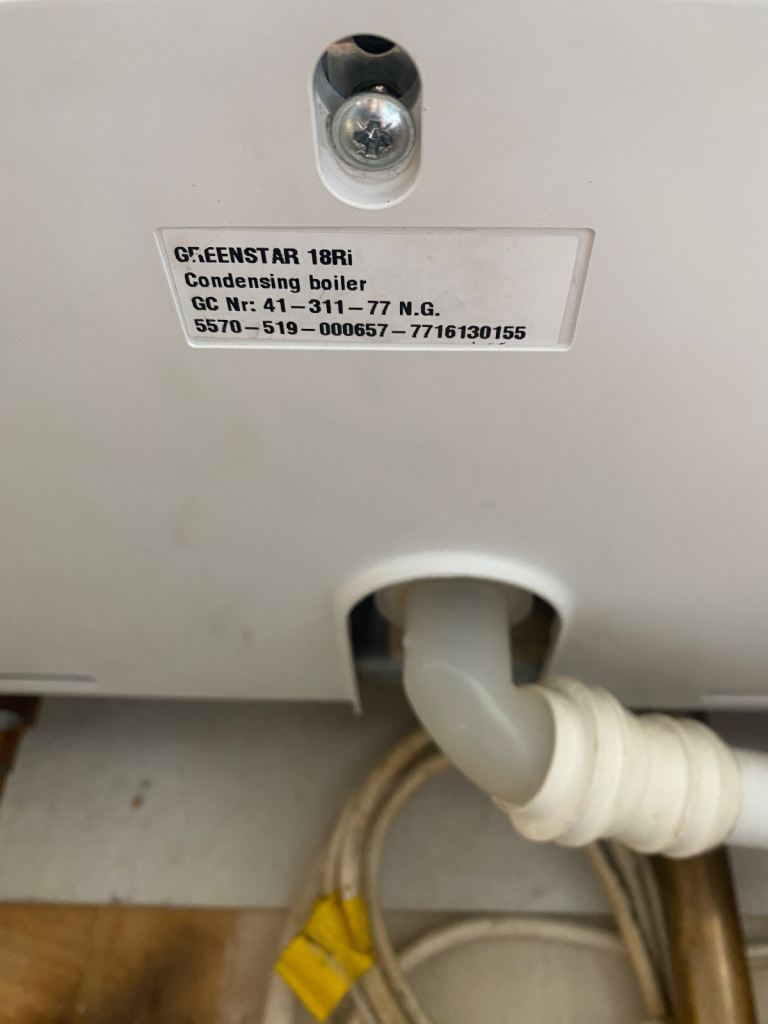 GREENSTAR 18Ri
Condensing boiler
GC Nr: 41-311-77 N.G.
5570-519-000657-7716130155